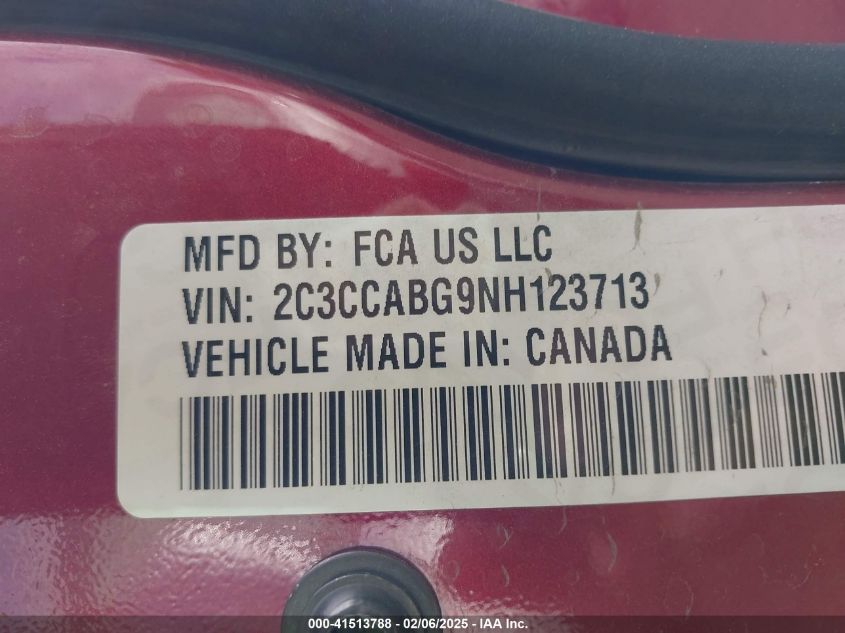 MFD BY: FCA US LLC
VIN: 2C3CCABG9NH123713
VEHICLE MADE IN: CANADA
000-41513788 - 02/06/2025 - IAA Inc.